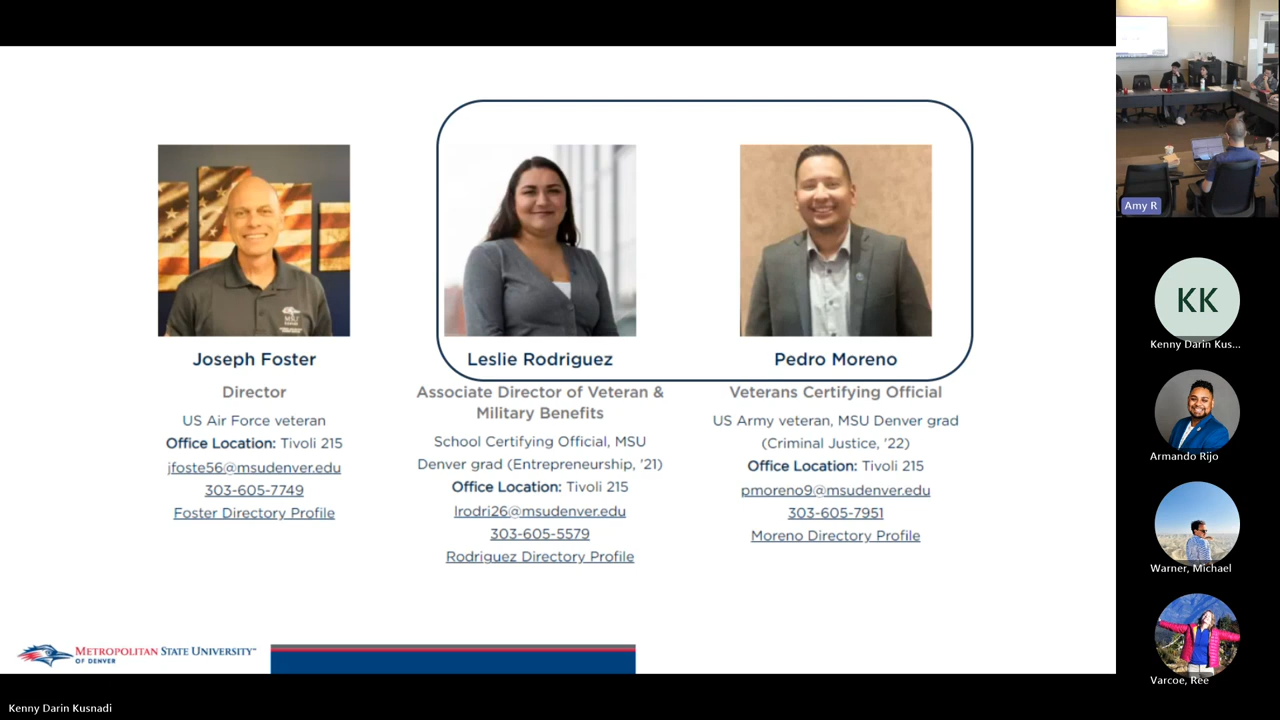 Joseph Foster
Director
US Air Force veteran
Office Location: Tivoli 215
jfoste56@msudenver.edu
303-605-7749
Foster Directory Profile
Leslie Rodriguez
Associate Director of Veteran &
Military Benefits
School Certifying Official, MSU
Denver grad (Entrepreneurship, '21)
Office Location: Tivoli 215
lrodri26@msudenver.edu
303-605-5579
Rodriguez Directory Profile
Pedro Moreno
Veterans Certifying Official
US Army veteran, MSU Denver grad
(Criminal Justice, '22)
Office Location: Tivoli 215
pmoreno9@msudenver.edu
303-605-7951
Moreno Directory Profile
METROPOLITAN STATE UNIVERSITY™
OF DENVER
Amy R
KK
Kenny Darin Kus...
Armando Rijo
Warner, Michael
Varcoe, Ree
Kenny Darin Kusnadi